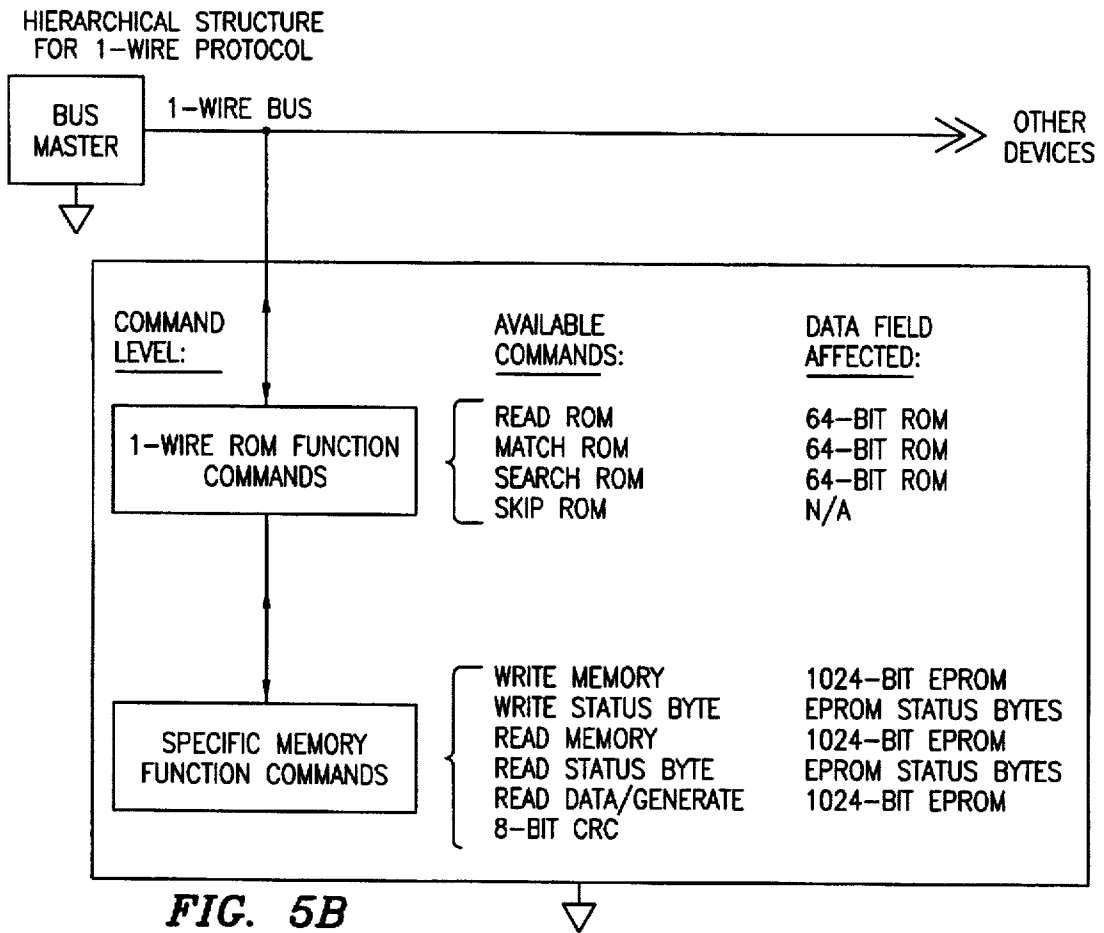 HIERARCHICAL STRUCTURE
FOR 1-WIRE PROTOCOL
BUS
MASTER
1-WIRE BUS
OTHER
DEVICES
COMMAND
LEVEL:
AVAILABLE
COMMANDS:
DATA FIELD
AFFECTED:
1-WIRE ROM FUNCTION
COMMANDS
READ ROM 64-BIT ROM
MATCH ROM 64-BIT ROM
SEARCH ROM 64-BIT ROM
SKIP ROM N/A
SPECIFIC MEMORY
FUNCTION COMMANDS
WRITE MEMORY 1024-BIT EPROM
WRITE STATUS BYTE EPROM STATUS BYTES
READ MEMORY 1024-BIT EPROM
READ STATUS BYTE EPROM STATUS BYTES
READ DATA/GENERATE 1024-BIT EPROM
8-BIT CRC
FIG. 5B